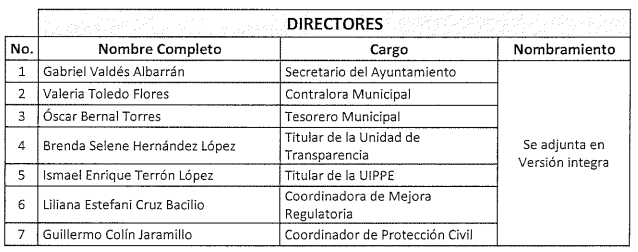 DIRECTORES
No. Nombre Completo Cargo Nombramiento
1 Gabriel Valdés Albarrán Secretario del Ayuntamiento
2 Valeria Toledo Flores Contralora Municipal
3 Óscar Bernal Torres Tesorero Municipal
4 Brenda Selene Hernández López Titular de la Unidad de
Transparencia
Se adjunta en
Versión integra
5 Ismael Enrique Terrón López Titular de la UIPPE
6 Liliana Estefani Cruz Bacilio Coordinadora de Mejora
Regulatoria
7 Guillermo Colín Jaramillo Coordinador de Protección Civil